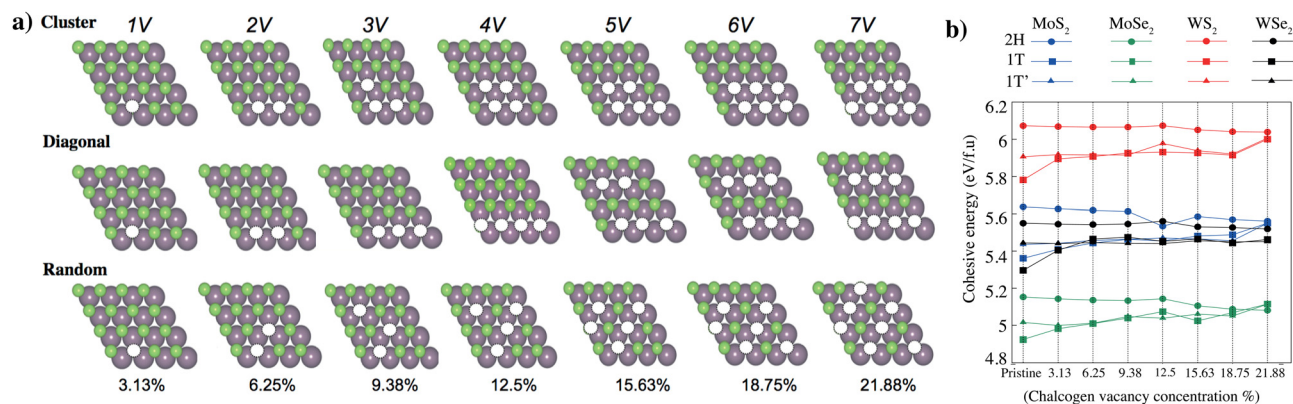 a) Cluster 1V 2V 3V 4V 5V 6V 7V
Diagonal
Random
3.13% 6.25% 9.38% 12.5% 15.63% 18.75% 21.88%
b) MoS2 MoSe2 WS2 WSe2
2H
1T
1T'
6.2
6
5.8
5.6
5.4
5.2
5
4.8
Cohesive energy (eV/f.u)
Pristine 3.13 6.25 9.38 12.5 15.63 18.75 21.88
(Chalcogen vacancy concentration %)